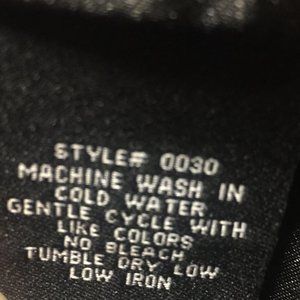 STYLE# 0030
MACHINE WASH IN
COLD WATER
GENTLE CYCLE WITH
LIKE COLORS
NO BLEACH
TUMBLE DRY LOW
LOW IRON